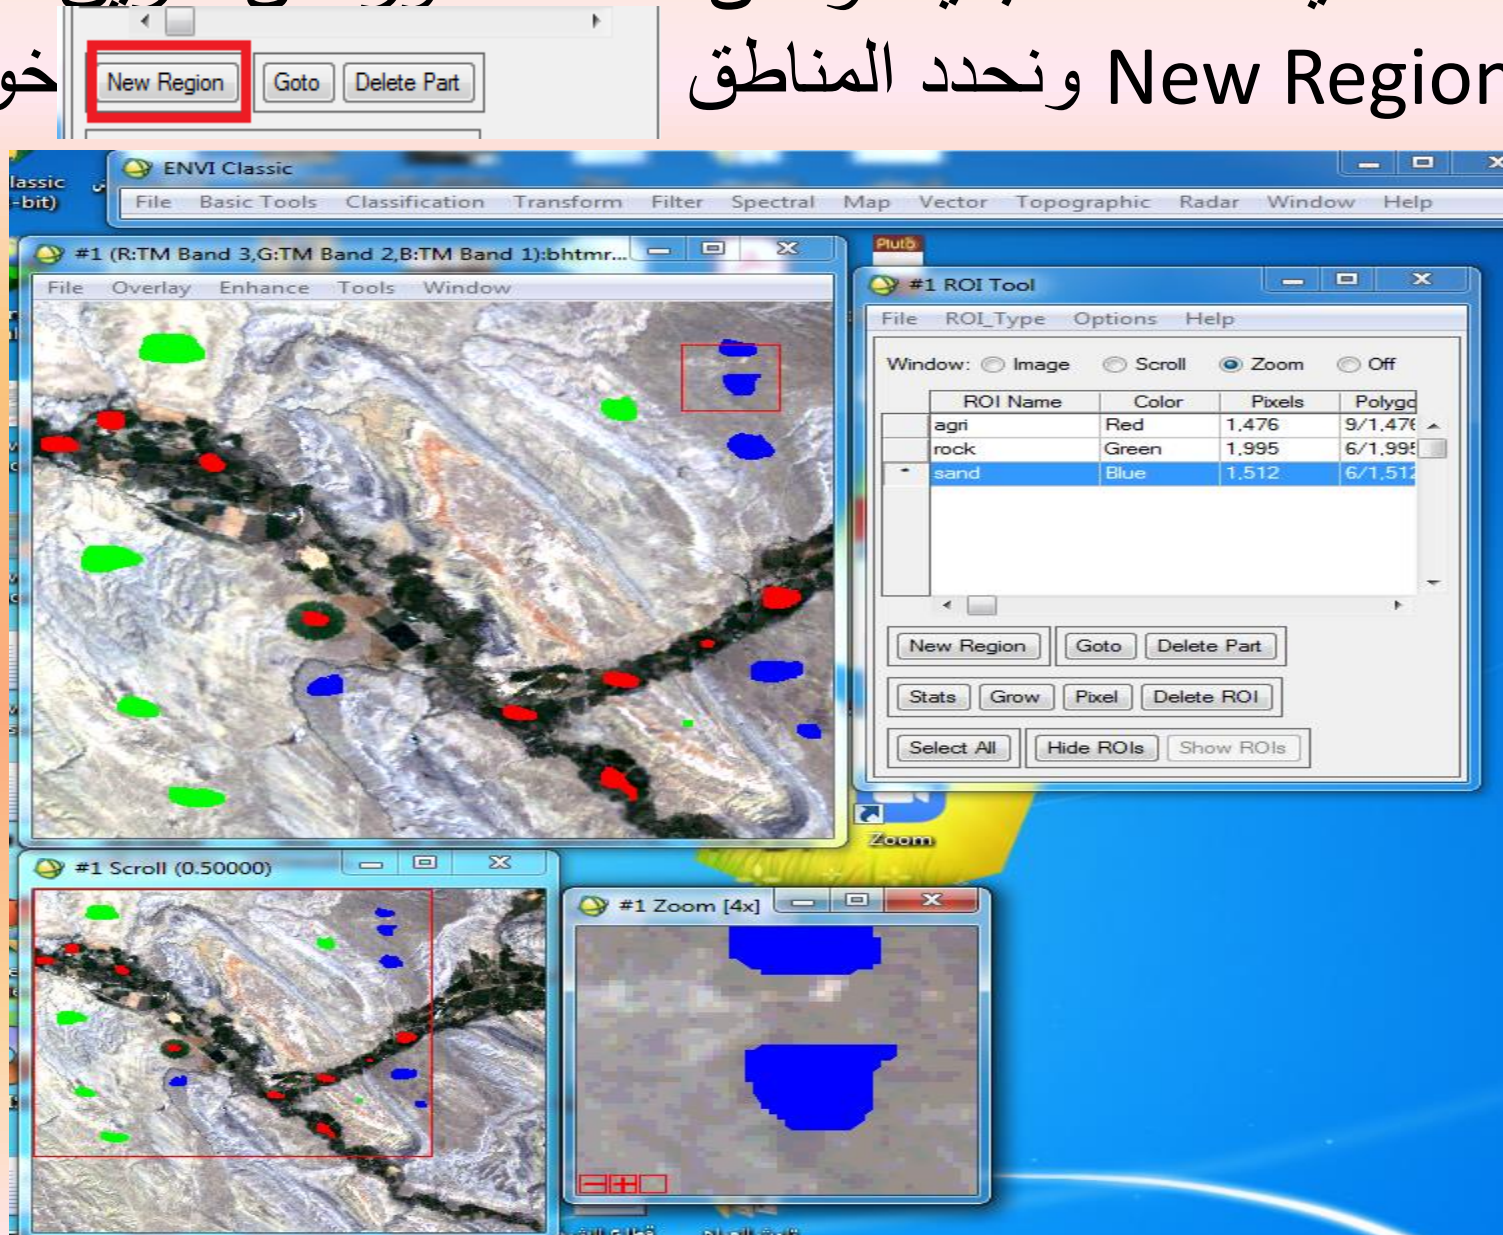 New Region ونحدد المناطق
New Region Goto Delete Part
ENVI Classic
File Basic Tools Classification Transform Filter Spectral Map Vector Topographic Radar Window Help
-bit)
#1 (R:TM Band 3,G:TM Band 2,B:TM Band 1):bhtmr...
File Overlay Enhance Tools Window
#1 ROI Tool
File ROI_Type Options Help
Window: Image Scroll Zoom Off
ROI Name Color Pixels
agri Red 1,476
rock Green 1,995
* sand Blue 1,512
New Region Goto Delete Part
Stats Grow Pixel Delete ROI
Select All Hide ROIs Show ROIs
Zoom
#1 Scroll (0.50000)
#1 Zoom [4x]